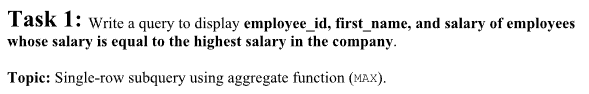 Task 1: Write a query to display employee_id, first_name, and salary of employees
whose salary is equal to the highest salary in the company.
Topic: Single-row subquery using aggregate function (MAX).